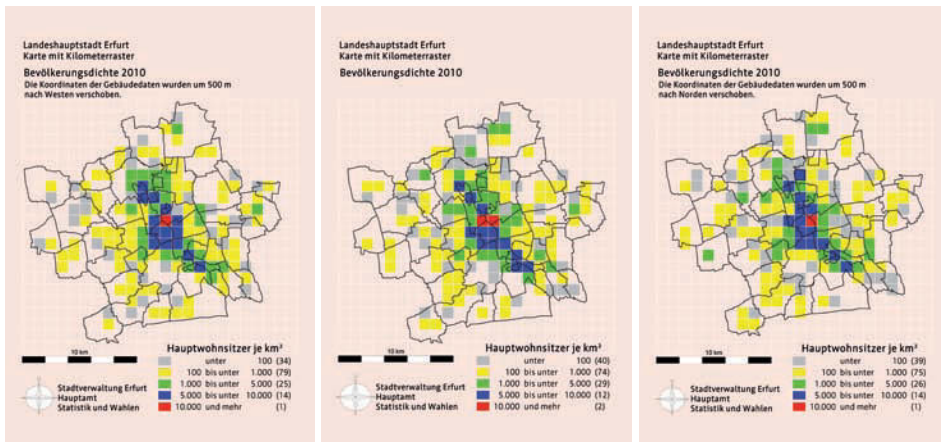 Landeshauptstadt Erfurt
Karte mit Kilometerraster
Bevölkerungsdichte 2010
Die Koordinaten der Gebäudedaten wurden um 500 m
nach Westen verschoben.
10 km
Hauptwohnsitzer je km²
unter 100 (34)
100 bis unter 1.000 (79)
1.000 bis unter 5.000 (25)
5.000 bis unter 10.000 (14)
10.000 und mehr (1)
Stadtverwaltung Erfurt
Hauptamt
Statistik und Wahlen
Landeshauptstadt Erfurt
Karte mit Kilometerraster
Bevölkerungsdichte 2010
10 km
Hauptwohnsitzer je km²
unter 100 (40)
100 bis unter 1.000 (74)
1.000 bis unter 5.000 (29)
5.000 bis unter 10.000 (12)
10.000 und mehr (2)
Stadtverwaltung Erfurt
Hauptamt
Statistik und Wahlen
Landeshauptstadt Erfurt
Karte mit Kilometerraster
Bevölkerungsdichte 2010
Die Koordinaten der Gebäudedaten wurden um 500 m
nach Norden verschoben.
10 km
Hauptwohnsitzer je km²
unter 100 (39)
100 bis unter 1.000 (75)
1.000 bis unter 5.000 (26)
5.000 bis unter 10.000 (14)
10.000 und mehr (1)
Stadtverwaltung Erfurt
Hauptamt
Statistik und Wahlen